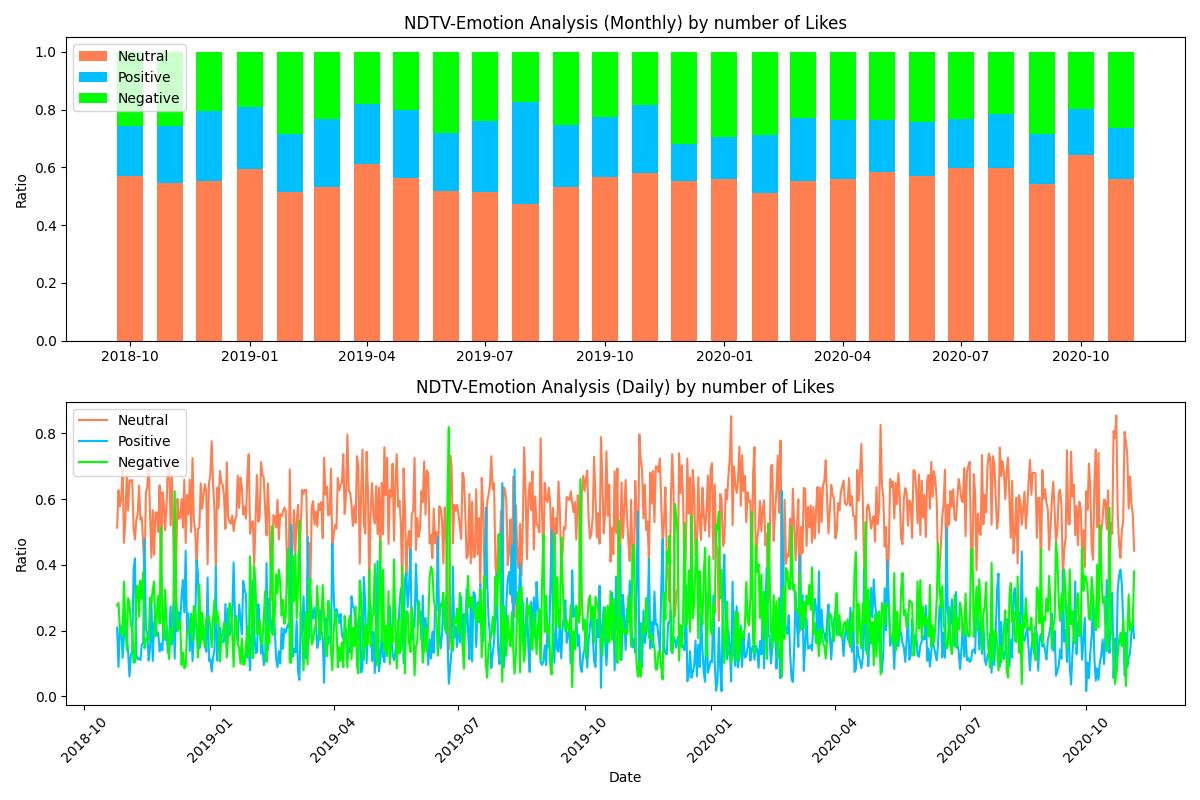 NDTV-Emotion Analysis (Monthly) by number of Likes
1.0
0.8
0.6
0.4
0.2
0.0
Ratio
Neutral
Positive
Negative
2018-10 2019-01 2019-04 2019-07 2019-10 2020-01 2020-04 2020-07 2020-10
NDTV-Emotion Analysis (Daily) by number of Likes
0.8
0.6
0.4
0.2
0.0
Ratio
Neutral
Positive
Negative
2018-10 2019-01 2019-04 2019-07 2019-10 2020-01 2020-04 2020-07 2020-10
Date